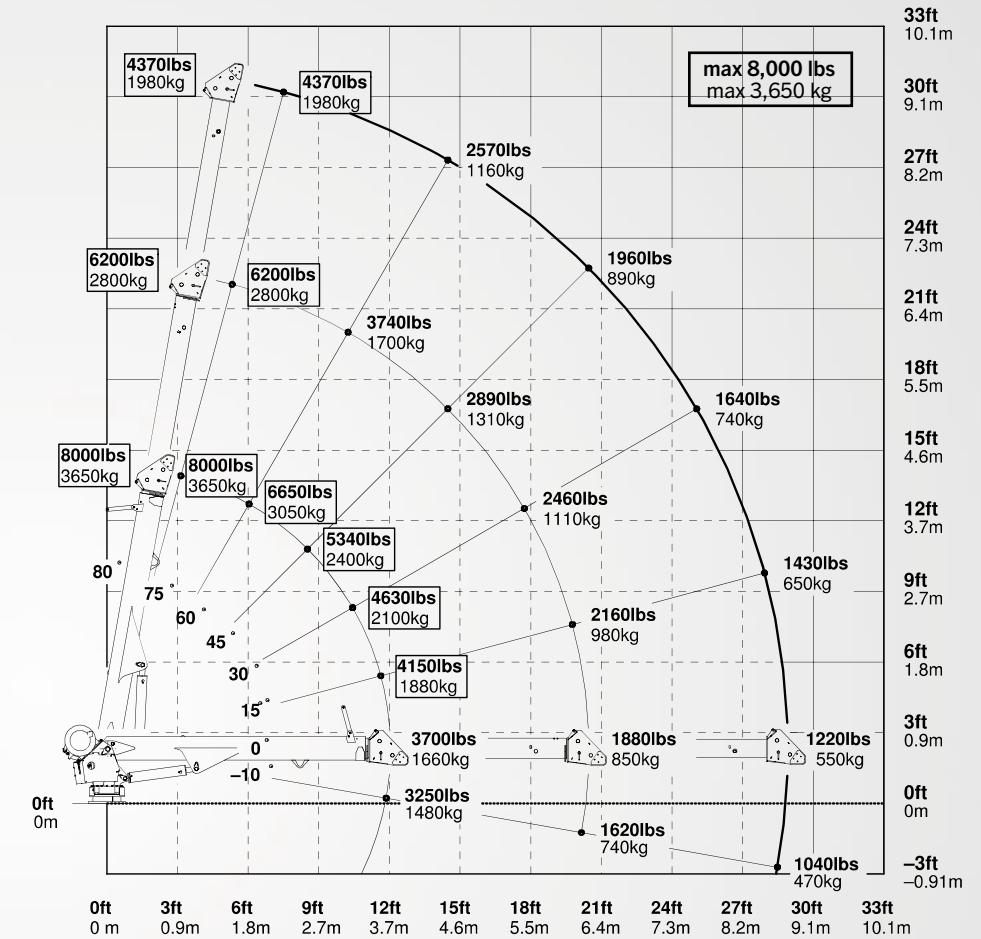 33ft
10.1m
4370lbs
1980kg
4370lbs
1980kg
max 8,000 lbs
max 3,650 kg
30ft
9.1m
2570lbs
1160kg
27ft
8.2m
24ft
7.3m
6200lbs
2800kg
6200lbs
2800kg
1960lbs
890kg
21ft
6.4m
3740lbs
1700kg
18ft
5.5m
2890lbs
1310kg
1640lbs
740kg
15ft
4.6m
8000lbs
3650kg
8000lbs
3650kg
6650lbs
3050kg
2460lbs
1110kg
12ft
3.7m
5340lbs
2400kg
1430lbs
650kg
80
75
9ft
2.7m
60
4630lbs
2100kg
2160lbs
980kg
45
6ft
1.8m
30
4150lbs
1880kg
15
3ft
0.9m
0
3700lbs
1660kg
1880lbs
850kg
1220lbs
550kg
–10
0ft
0m
3250lbs
1480kg
0ft
0m
1620lbs
740kg
1040lbs
470kg
–3ft
–0.91m
0ft 3ft 6ft 9ft 12ft 15ft 18ft 21ft 24ft 27ft 30ft 33ft
0 m 0.9m 1.8m 2.7m 3.7m 4.6m 5.5m 6.4m 7.3m 8.2m 9.1m 10.1m